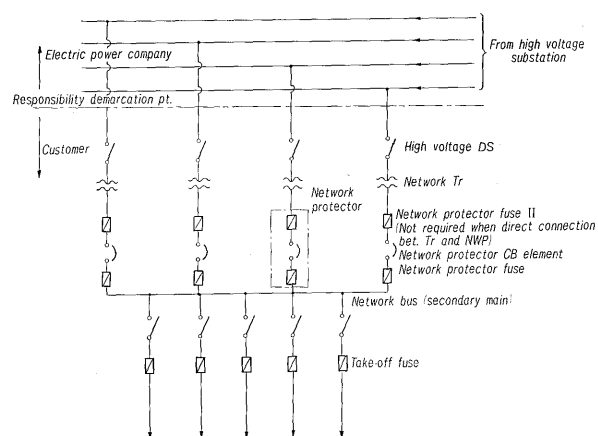 Electric power company
From high voltage
substation
Responsibility demarcation pt.
Customer
High voltage DS
Network Tr
Network
protector
Network protector fuse II
(Not required when direct connection
bet. Tr and NWP)
Network protector CB element
Network protector fuse
Network bus (secondary main)
Take-off fuse